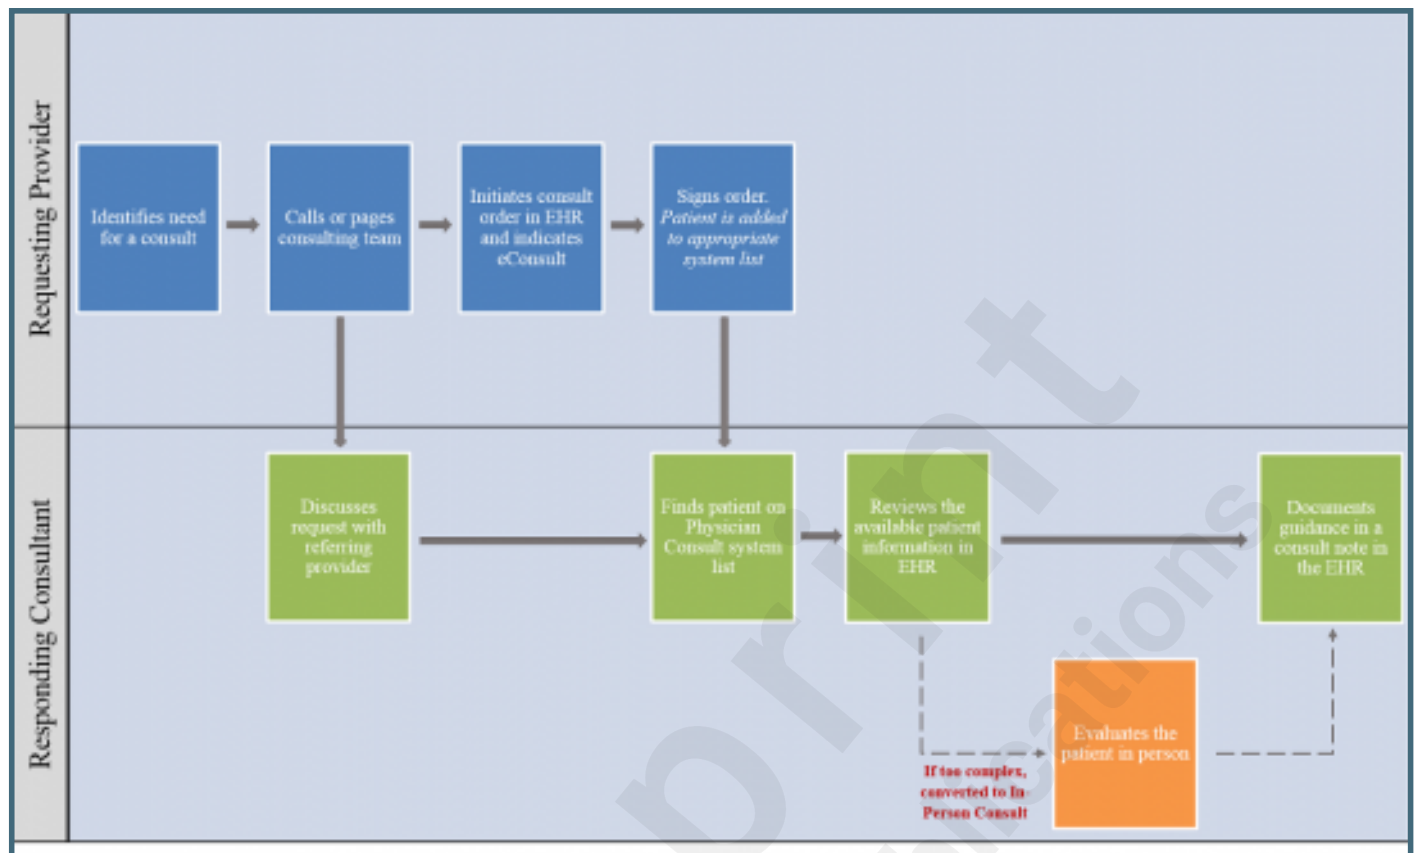 Requesting Provider
Identifies need
for a consult
Calls or pages
consulting team
Initiates consult
order in EHR
and indicates
eConsult
Signs order.
Patient is added
to appropriate
system list
Responding Consultant
Discusses
request with
referring
provider
Finds patient on
Physician
Consult system
list
Reviews the
available patient
information in
EHR
Documents
guidance in a
consult note in
the EHR
Evaluates the
patient in person
If too complex,
converted to In-
Person Consult
print
blications